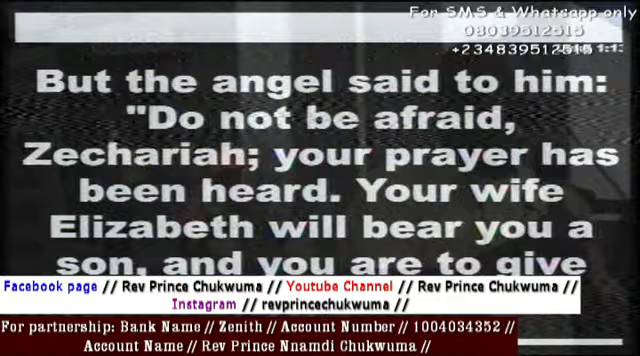 For SMS & Whatsapp only
08039512515
+234839512515
But the angel said to him:
"Do not be afraid,
Zechariah; your prayer has
been heard. Your wife
Elizabeth will bear you a
son, and you are to give
Facebook page // Rev Prince Chukwuma // Youtube Channel // Rev Prince Chukwuma //
Instagram // revprincechukwuma //
For partnership: Bank Name // Zenith // Account Number // 1004034352 //
Account Name // Rev Prince Nnamdi Chukwuma //